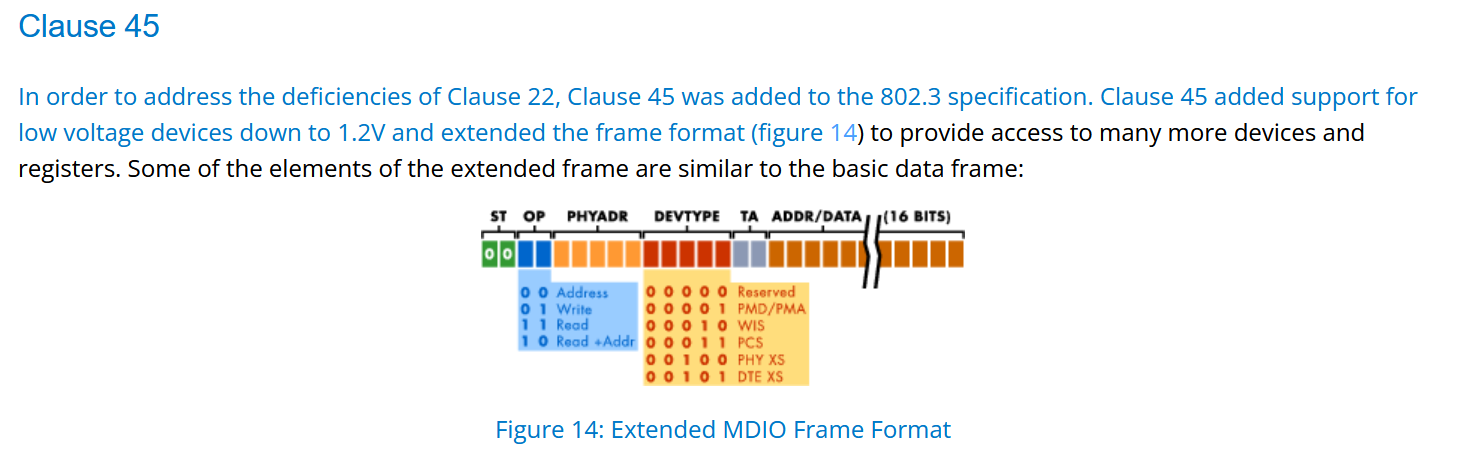 Clause 45
In order to address the deficiencies of Clause 22, Clause 45 was added to the 802.3 specification. Clause 45 added support for
low voltage devices down to 1.2V and extended the frame format (figure 14) to provide access to many more devices and
registers. Some of the elements of the extended frame are similar to the basic data frame:
ST OP PHYADR DEVTYPE TA ADDR/DATA (16 BITS)
0 0
0 0 Address 0 0 0 0 0 Reserved
0 1 Write 0 0 0 0 1 PMD/PMA
1 1 Read 0 0 0 1 0 WIS
1 0 Read +Addr 0 0 0 1 1 PCS
0 0 1 0 0 PHY XS
0 0 1 0 1 DTE XS
Figure 14: Extended MDIO Frame Format